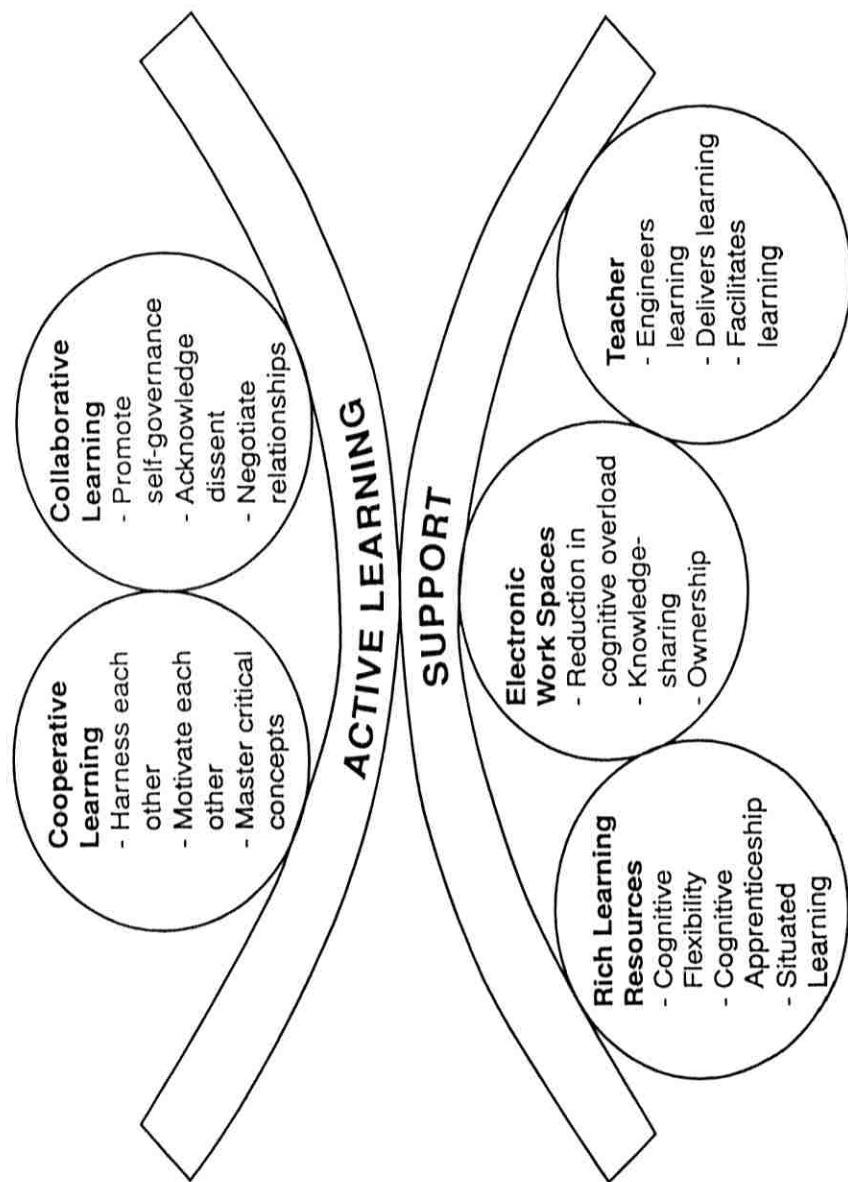 Cooperative
Learning
- Harness each
other
- Motivate each
other
- Master critical
concepts
Collaborative
Learning
- Promote
self-governance
- Acknowledge
dissent
- Negotiate
relationships
ACTIVE LEARNING
SUPPORT
Rich Learning
Resources
- Cognitive
Flexibility
- Cognitive
Apprenticeship
- Situated
Learning
Electronic
Work Spaces
- Reduction in
cognitive overload
- Knowledge-
sharing
- Ownership
Teacher
- Engineers
learning
- Delivers learning
- Facilitates
learning